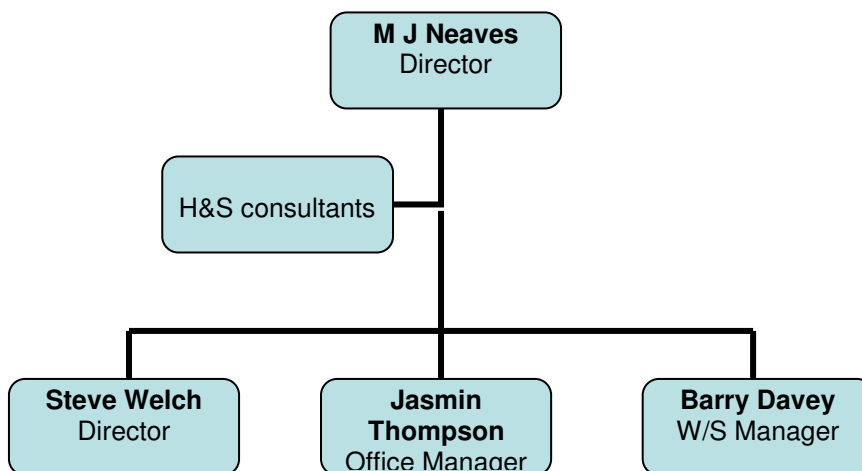 M J Neaves
Director
H&S consultants
Steve Welch
Director
Jasmin
Thompson
Office Manager
Barry Davey
W/S Manager